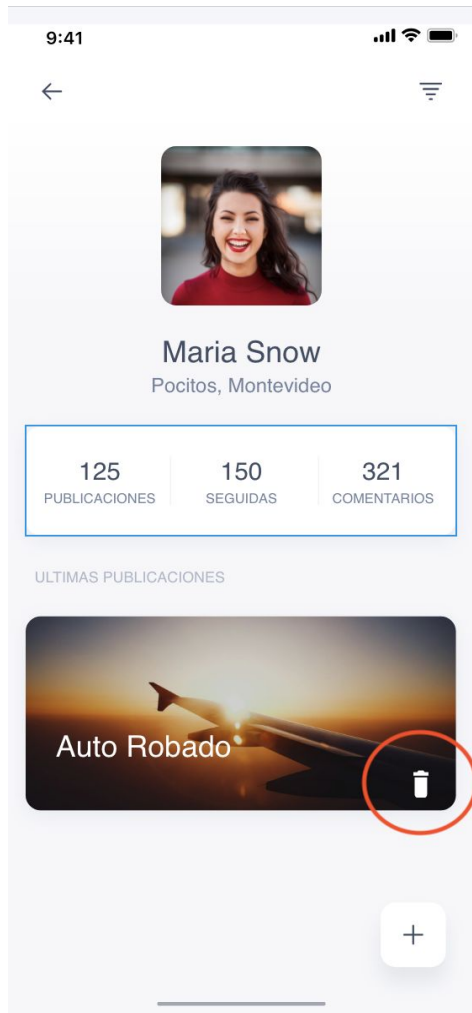 9:41
Maria Snow
Pocitos, Montevideo
125 150 321
PUBLICACIONES SEGUIDAS COMENTARIOS
ULTIMAS PUBLICACIONES
Auto Robado